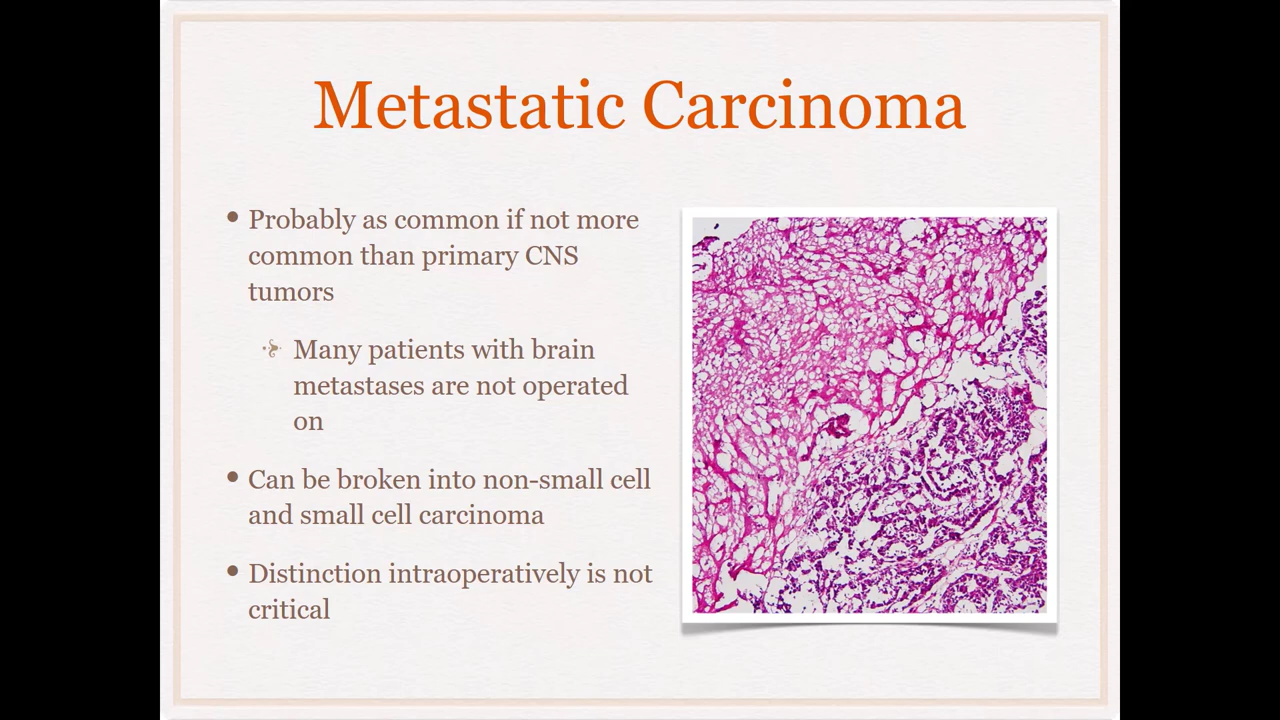 Metastatic Carcinoma
• Probably as common if not more
common than primary CNS
tumors
Many patients with brain
metastases are not operated
on
• Can be broken into non-small cell
and small cell carcinoma
• Distinction intraoperatively is not
critical